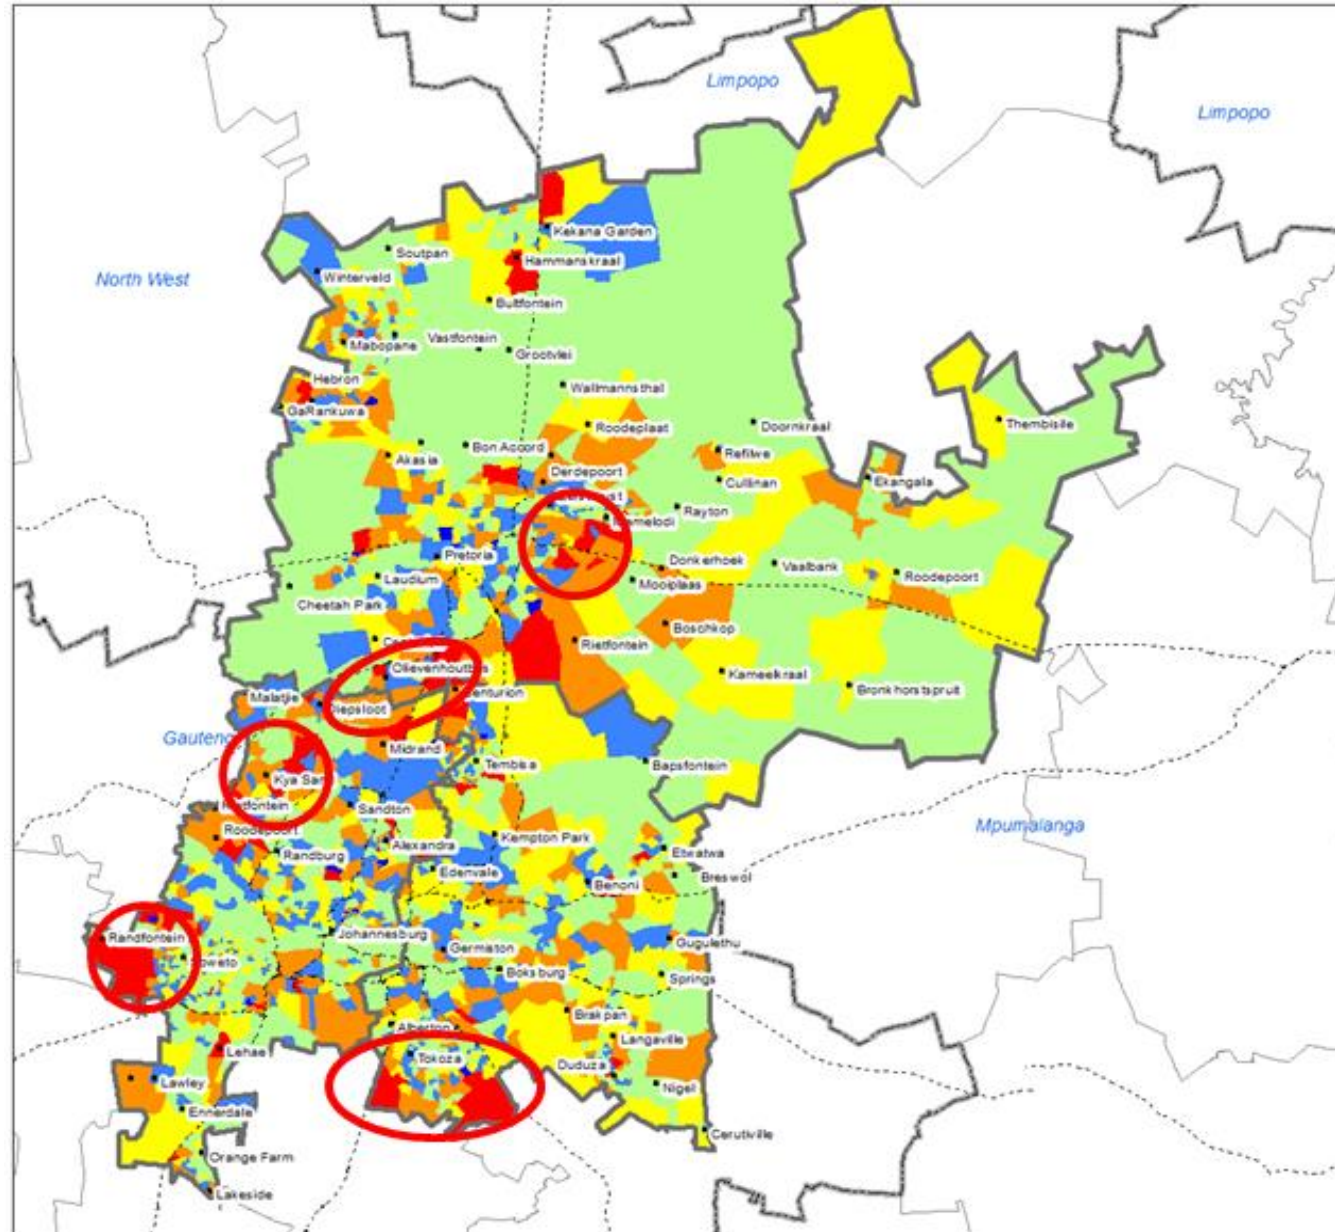 Limpopo
Limpopo
North West
Kekana Garden
Soutpan
Hammanskraal
Winterveld
Bultfontein
Mabopane
Vastfontein
Grootvlei
Hebron
Wallmannsthal
GaRankuwa
Roodeplaat
Doornkraal
Thembisile
Akasia
Bon Accord
Refilwe
Derdepoort
Cullinan
Ekangala
Rayton
Pretoria
Donkerhoek
Vaalbank
Roodepoort
Laudium
Mooiplaas
Cheetah Park
Boschkop
Rietfontein
Olievenhoutbos
Kameelkraal
Malatjie
Centurion
Bronkhorstspruit
Diepsloot
Gauteng
Midrand
Tembisa
Bapsfontein
Kya San
Sandton
Mpumalanga
Roodepoort
Kempton Park
Alexandra
Randburg
Etwatwa
Edenvale
Breswol
Benoni
Randfontein
Johannesburg
Gugulethu
Germiston
Soweto
Boksburg
Springs
Brakpan
Alberton
Langaville
Lehae
Tokoza
Duduza
Lawley
Nigel
Ennerdale
Cerutiville
Orange Farm
Lakeside